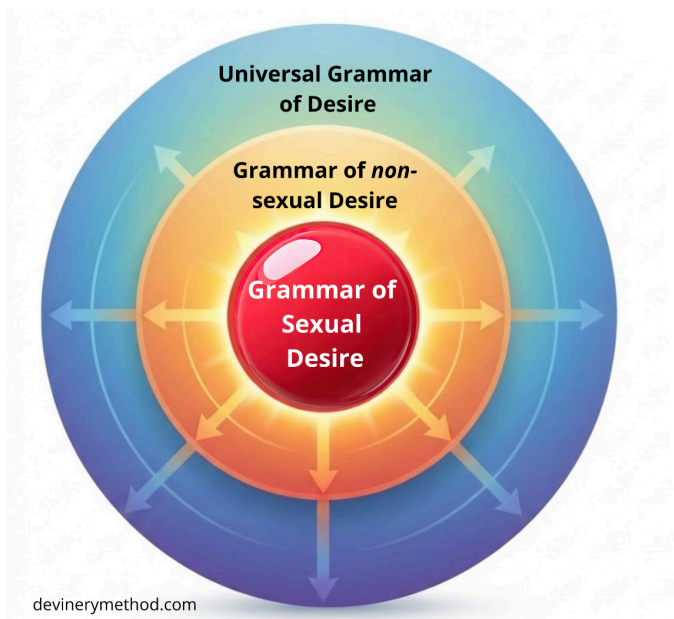 Universal Grammar
of Desire
Grammar of non-
sexual Desire
Grammar of
Sexual
Desire
devinerymethod.com